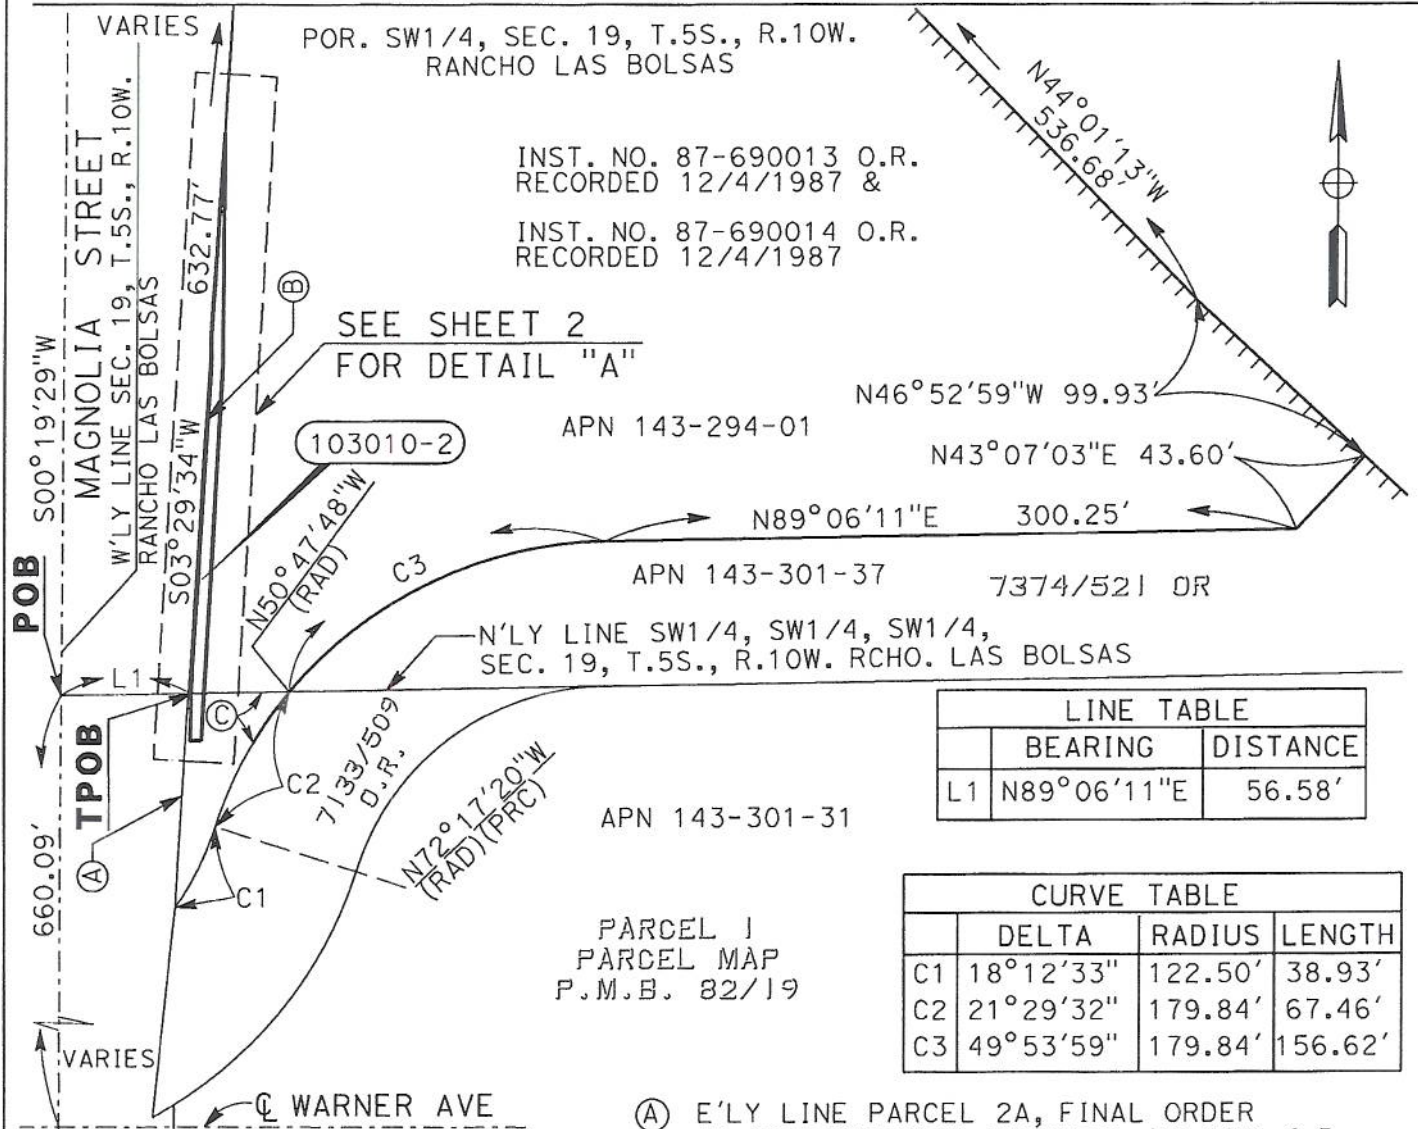 VARIES
POR. SW1/4, SEC. 19, T.5S., R.10W.
RANCHO LAS BOLSAS
MAGNOLIA STREET
W'LY LINE SEC. 19, T.5S., R.10W.
RANCHO LAS BOLSAS
632.77'
INST. NO. 87-690013 O.R.
RECORDED 12/4/1987 &
INST. NO. 87-690014 O.R.
RECORDED 12/4/1987
N44°01'13"W
536.68'
B
SEE SHEET 2
FOR DETAIL "A"
S00°19'29"W
S03°29'34"W
103010-2
APN 143-294-01
N46°52'59"W 99.93'
N43°07'03"E 43.60'
N50°47'48"W
(RAD)
C3
N89°06'11"E 300.25'
APN 143-301-37
7374/521 OR
POB
L1
N'LY LINE SW1/4, SW1/4, SW1/4,
SEC. 19, T.5S., R.10W. RCHO. LAS BOLSAS
C
TPOB
C2
7133/509
O.R.
N72°17'20"W
(RAD)(PRC)
APN 143-301-31
A
C1
660.09'
LINE TABLE
BEARING DISTANCE
L1 N89°06'11"E 56.58'
PARCEL 1
PARCEL MAP
P.M.B. 82/19
CURVE TABLE
DELTA RADIUS LENGTH
C1 18°12'33" 122.50' 38.93'
C2 21°29'32" 179.84' 67.46'
C3 49°53'59" 179.84' 156.62'
VARIES
℄ WARNER AVE
A E'LY LINE PARCEL 2A, FINAL ORDER